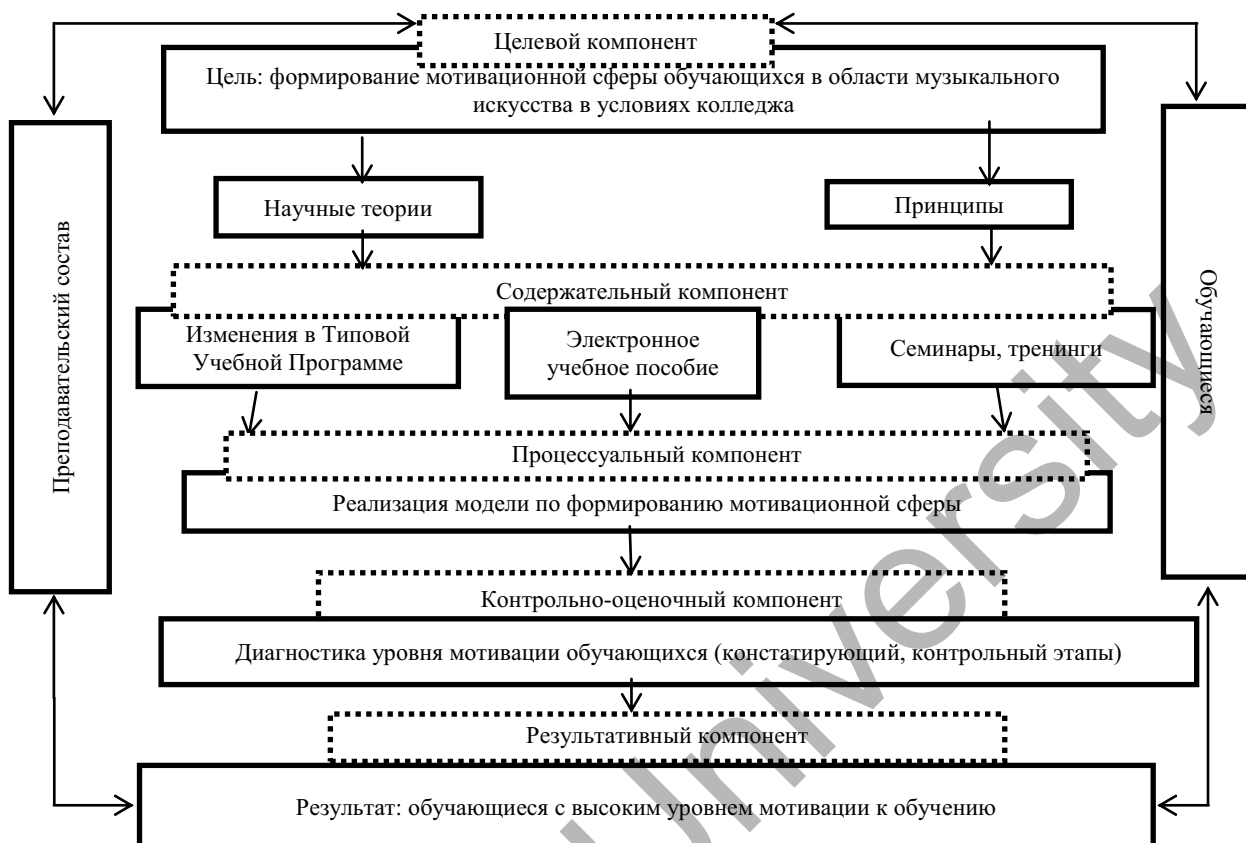 Целевой компонент
Цель: формирование мотивационной сферы обучающихся в области музыкального
искусства в условиях колледжа
Преподавательский состав
Обучающиеся
Научные теории
Принципы
Содержательный компонент
Изменения в Типовой
Учебной Программе
Электронное
учебное пособие
Семинары, тренинги
Процессуальный компонент
Реализация модели по формированию мотивационной сферы
Контрольно-оценочный компонент
Диагностика уровня мотивации обучающихся (констатирующий, контрольный этапы)
Результативный компонент
Результат: обучающиеся с высоким уровнем мотивации к обучению
University